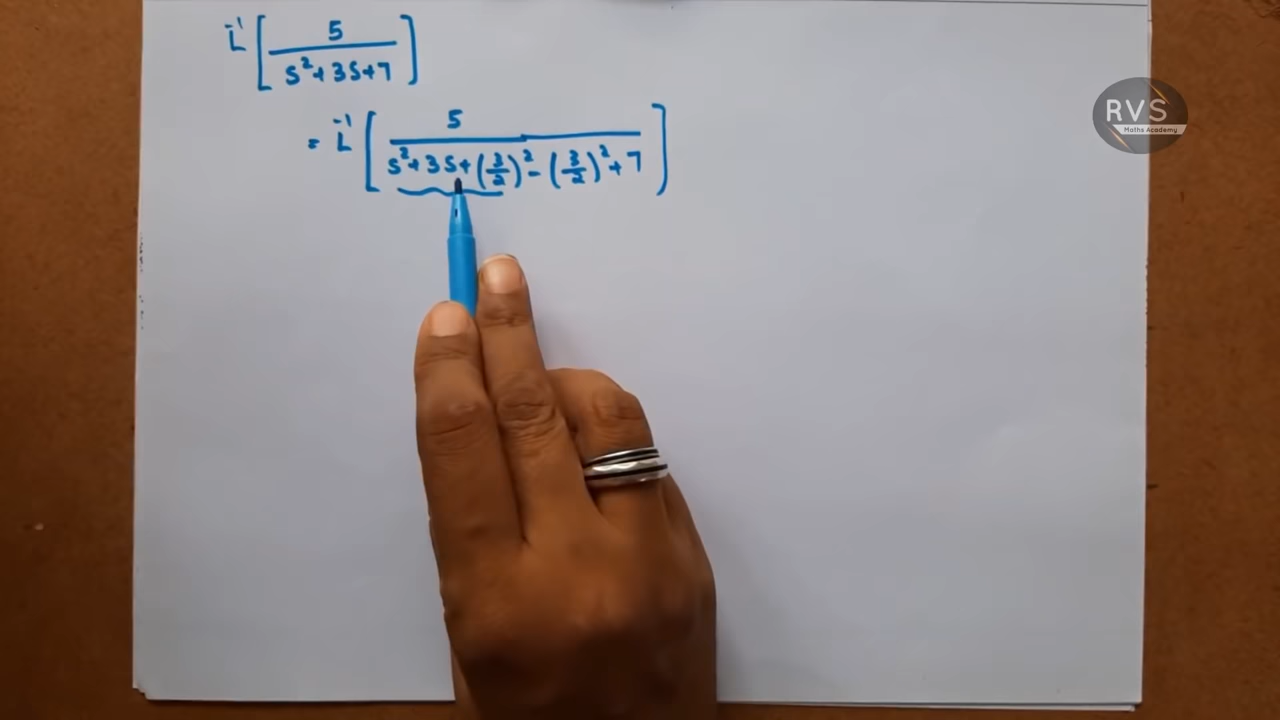 L⁻¹ [ 5 / (s² + 3s + 7) ]
= L⁻¹ [ 5 / (s² + 3s + (3/2)² - (3/2)² + 7) ]
RVS
Maths Academy